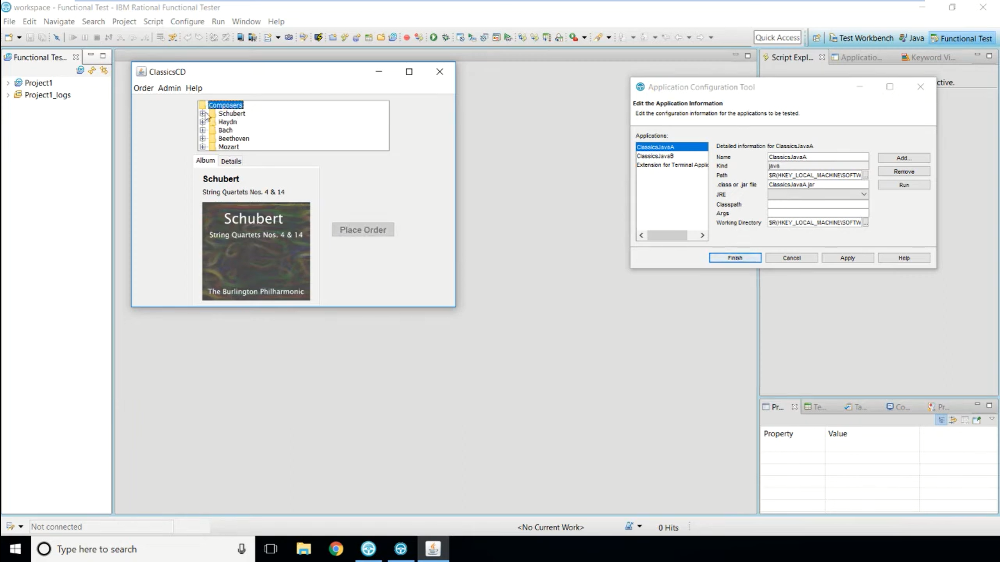 workspace - Functional Test - IBM Rational Functional Tester
File Edit Navigate Search Project Script Configure Run Window Help
Quick Access Test Workbench Java Functional Test
Functional Tes...
Project1
Project1_logs
ClassicsCD
Order Admin Help
Composers
Schubert
Haydn
Bach
Beethoven
Mozart
Album Details
Schubert
String Quartets Nos. 4 & 14
Schubert
String Quartets Nos. 4 & 14
The Burlington Philharmonic
Place Order
Script Expl... Applicatio... Keyword Vi...
ctive.
Application Configuration Tool
Edit the Application Information
Edit the configuration information for the applications to be tested.
Applications:
ClassicsJavaA
ClassicsJavaB
Extension for Terminal Applic
Detailed information for ClassicsJavaA
Name ClassicsJavaA
Kind java
Path $R(HKEY_LOCAL_MACHINE\SOFTW ...
.class or .jar file ClassicsJavaA.jar
JRE
Classpath
Args
Working Directory $R(HKEY_LOCAL_MACHINE\SOFTW ...
Add...
Remove
Run
Finish Cancel Apply Help
Pr... Te... Ta... Co... Pr...
Property Value
Not connected
<No Current Work>
0 Hits
Type here to search